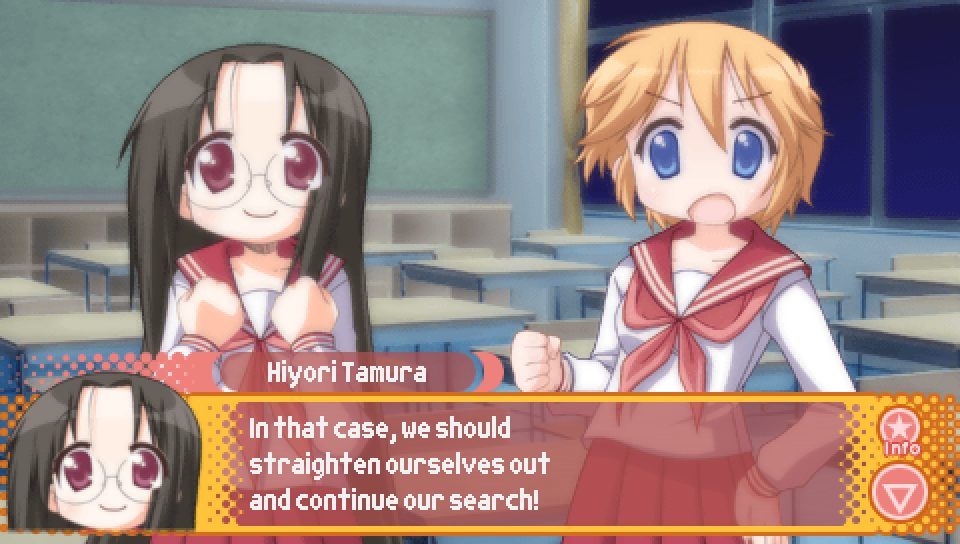 Hiyori Tamura
In that case, we should
straighten ourselves out
and continue our search!
Info